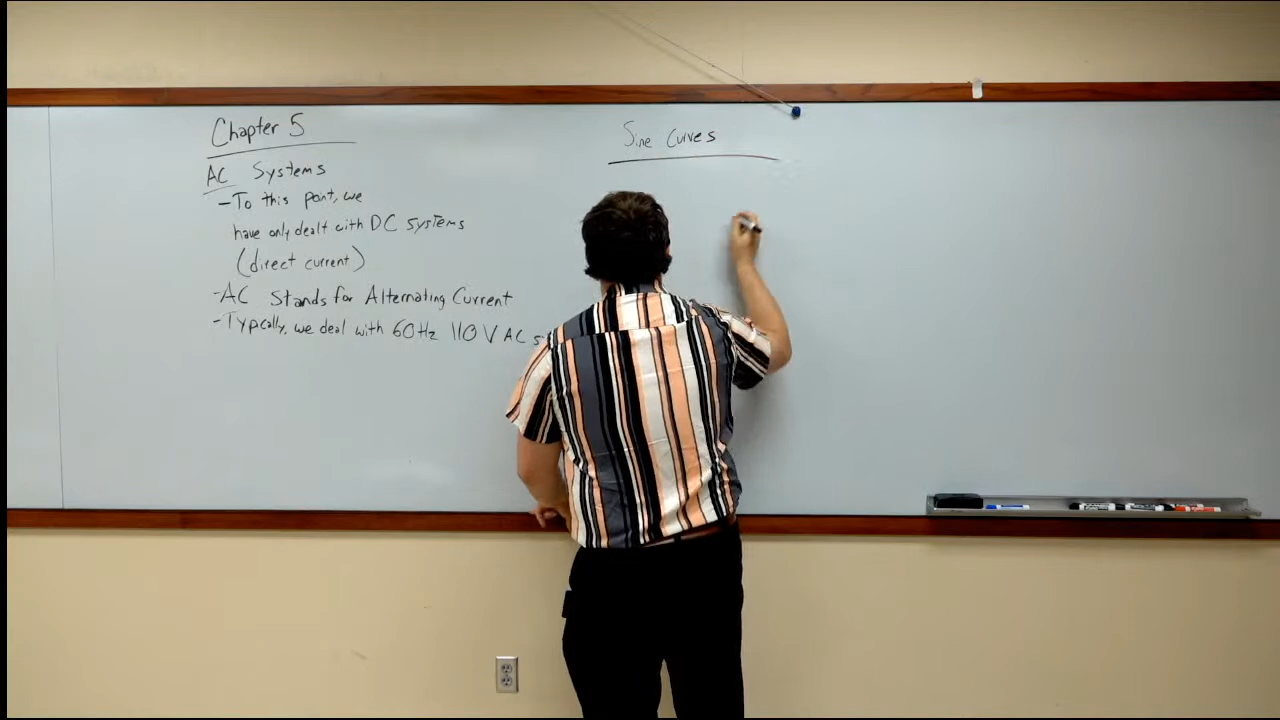 Chapter 5
AC Systems
-To this point, we
have only dealt with DC Systems
(direct current)
-AC Stands for Alternating Current
-Typically, we deal with 60Hz 110 V AC s
Sine Curves